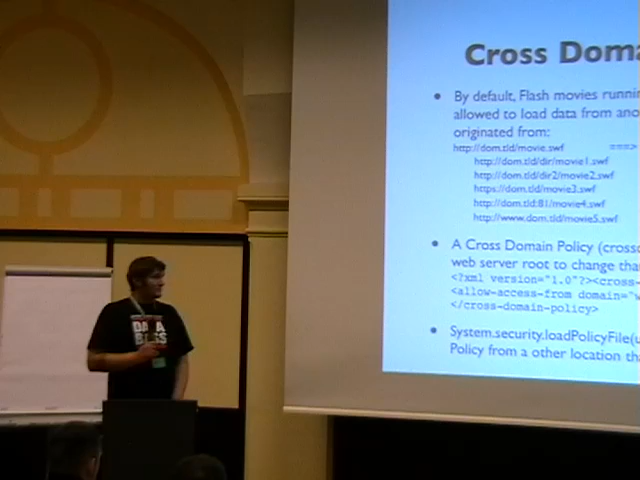 Cross Doma
• By default, Flash movies runnin
allowed to load data from ano
originated from:
http://dom.tld/movie.swf ===>
http://dom.tld/dir/movie1.swf
http://dom.tld/dir2/movie2.swf
https://dom.tld/movie3.swf
http://dom.tld:81/movie4.swf
http://www.dom.tld/movie5.swf
• A Cross Domain Policy (crossd
web server root to change tha
<?xml version="1.0"?><cross-
<allow-access-from domain="w
</cross-domain-policy>
• System.security.loadPolicyFile(u
Policy from a other location tha
DATA